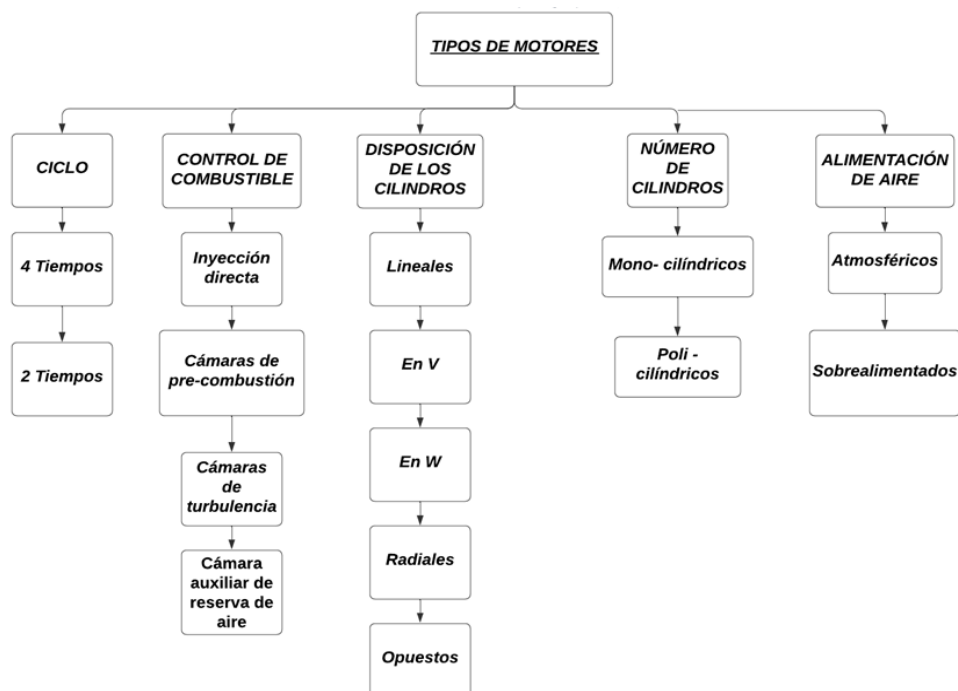 TIPOS DE MOTORES
CICLO
4 Tiempos
2 Tiempos
CONTROL DE
COMBUSTIBLE
Inyección
directa
Cámaras de
pre-combustión
Cámaras
de
turbulencia
Cámara
auxiliar de
reserva de
aire
DISPOSICIÓN
DE LOS
CILINDROS
Lineales
En V
En W
Radiales
Opuestos
NÚMERO
DE
CILINDROS
Mono- cilíndricos
Poli -
cilíndricos
ALIMENTACIÓN
DE AIRE
Atmosféricos
Sobrealimentados